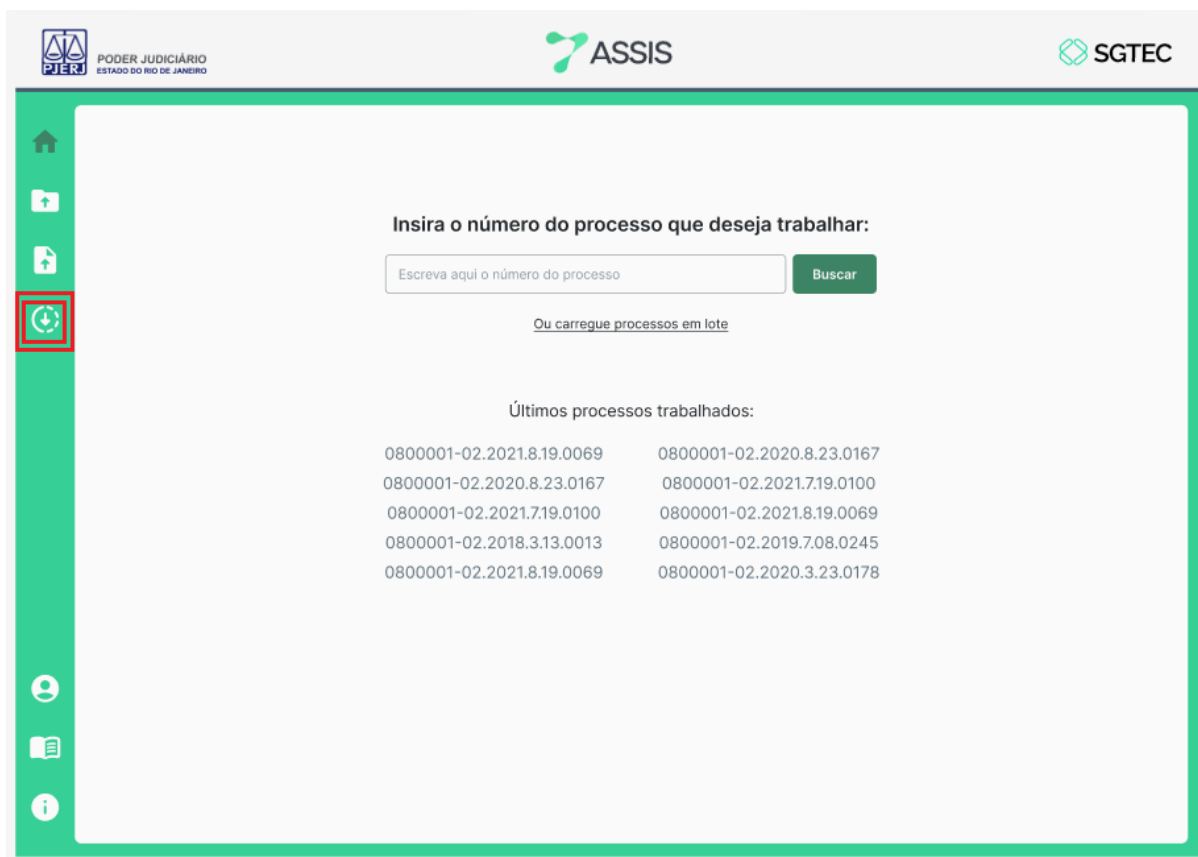 PJERJ
PODER JUDICIÁRIO
ESTADO DO RIO DE JANEIRO
ASSIS
SGTEC
Insira o número do processo que deseja trabalhar:
Escreva aqui o número do processo
Buscar
Ou carregue processos em lote
Últimos processos trabalhados:
0800001-02.2021.8.19.0069 0800001-02.2020.8.23.0167
0800001-02.2020.8.23.0167 0800001-02.2021.7.19.0100
0800001-02.2021.7.19.0100 0800001-02.2021.8.19.0069
0800001-02.2018.3.13.0013 0800001-02.2019.7.08.0245
0800001-02.2021.8.19.0069 0800001-02.2020.3.23.0178